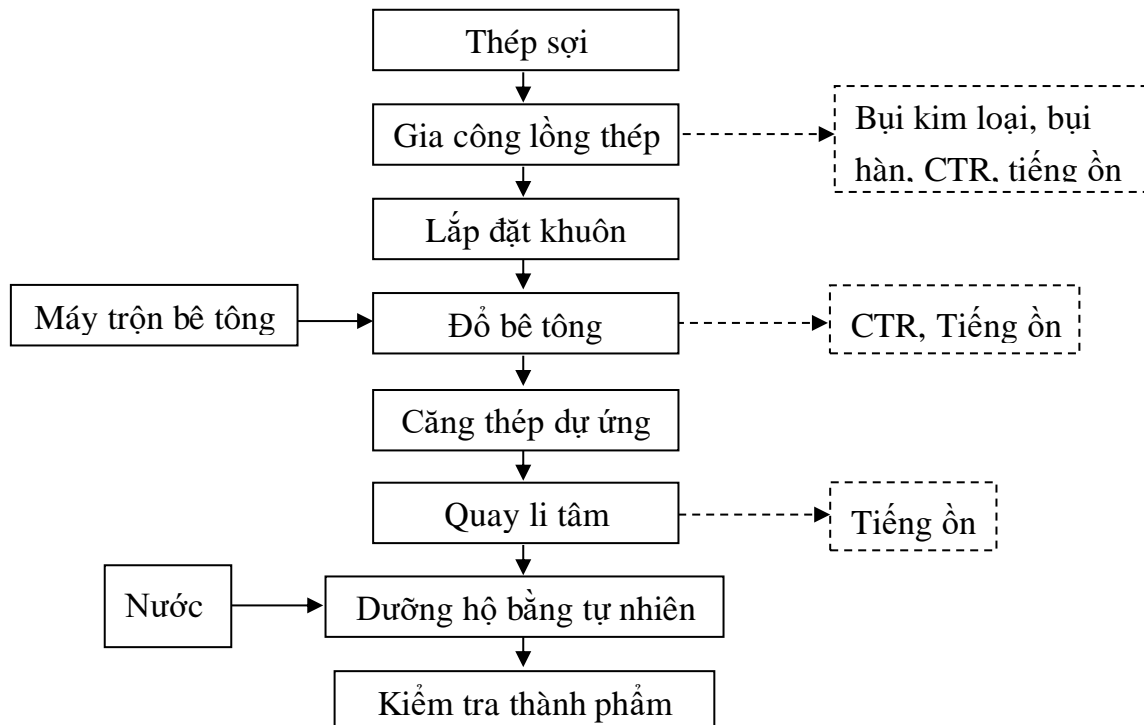 Thép sợi
Gia công lồng thép
Bụi kim loại, bụi
hàn, CTR, tiếng ồn
Lắp đặt khuôn
Máy trộn bê tông
Đổ bê tông
CTR, Tiếng ồn
Căng thép dự ứng
Quay li tâm
Tiếng ồn
Nước
Dưỡng hộ bằng tự nhiên
Kiểm tra thành phẩm